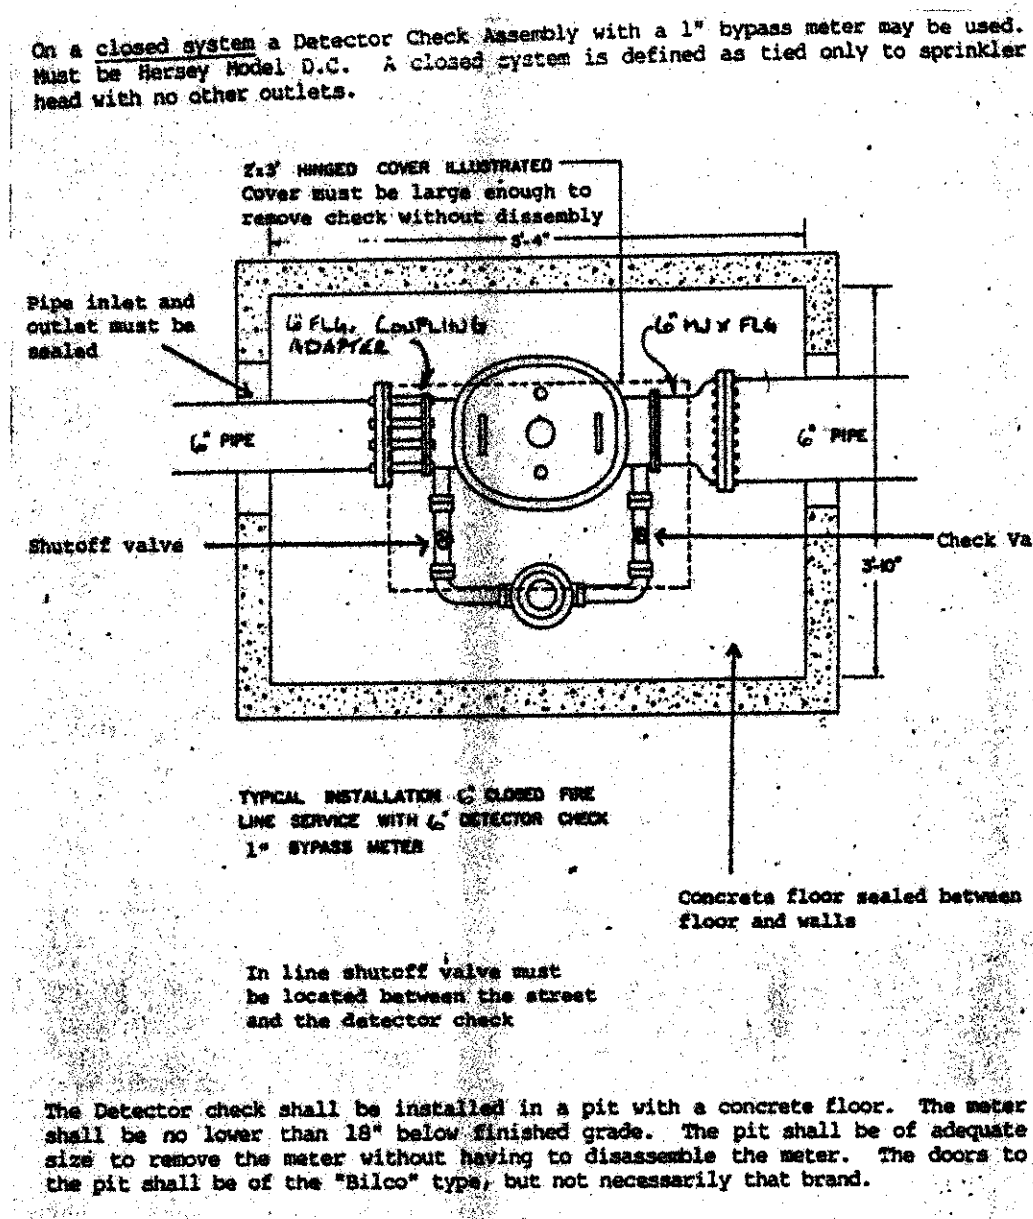 On a closed system a Detector Check Assembly with a 1" bypass meter may be used.
Must be Hersey Model D.C. A closed system is defined as tied only to sprinkler
head with no other outlets.
2'x3' HINGED COVER ILLUSTRATED
Cover must be large enough to
remove check without dissembly
5'-4"
Pipe inlet and
outlet must be
sealed
6" FLG. COUPLING
ADAPTER
6" MJ x FLG
6" PIPE
6" PIPE
Shutoff valve
Check Va
3'-10"
TYPICAL INSTALLATION 6" CLOSED FIRE
LINE SERVICE WITH 6" DETECTOR CHECK
1" BYPASS METER
Concrete floor sealed between
floor and walls
In line shutoff valve must
be located between the street
and the detector check
The Detector check shall be installed in a pit with a concrete floor. The meter
shall be no lower than 18" below finished grade. The pit shall be of adequate
size to remove the meter without having to disassemble the meter. The doors to
the pit shall be of the "Bilco" type, but not necessarily that brand.